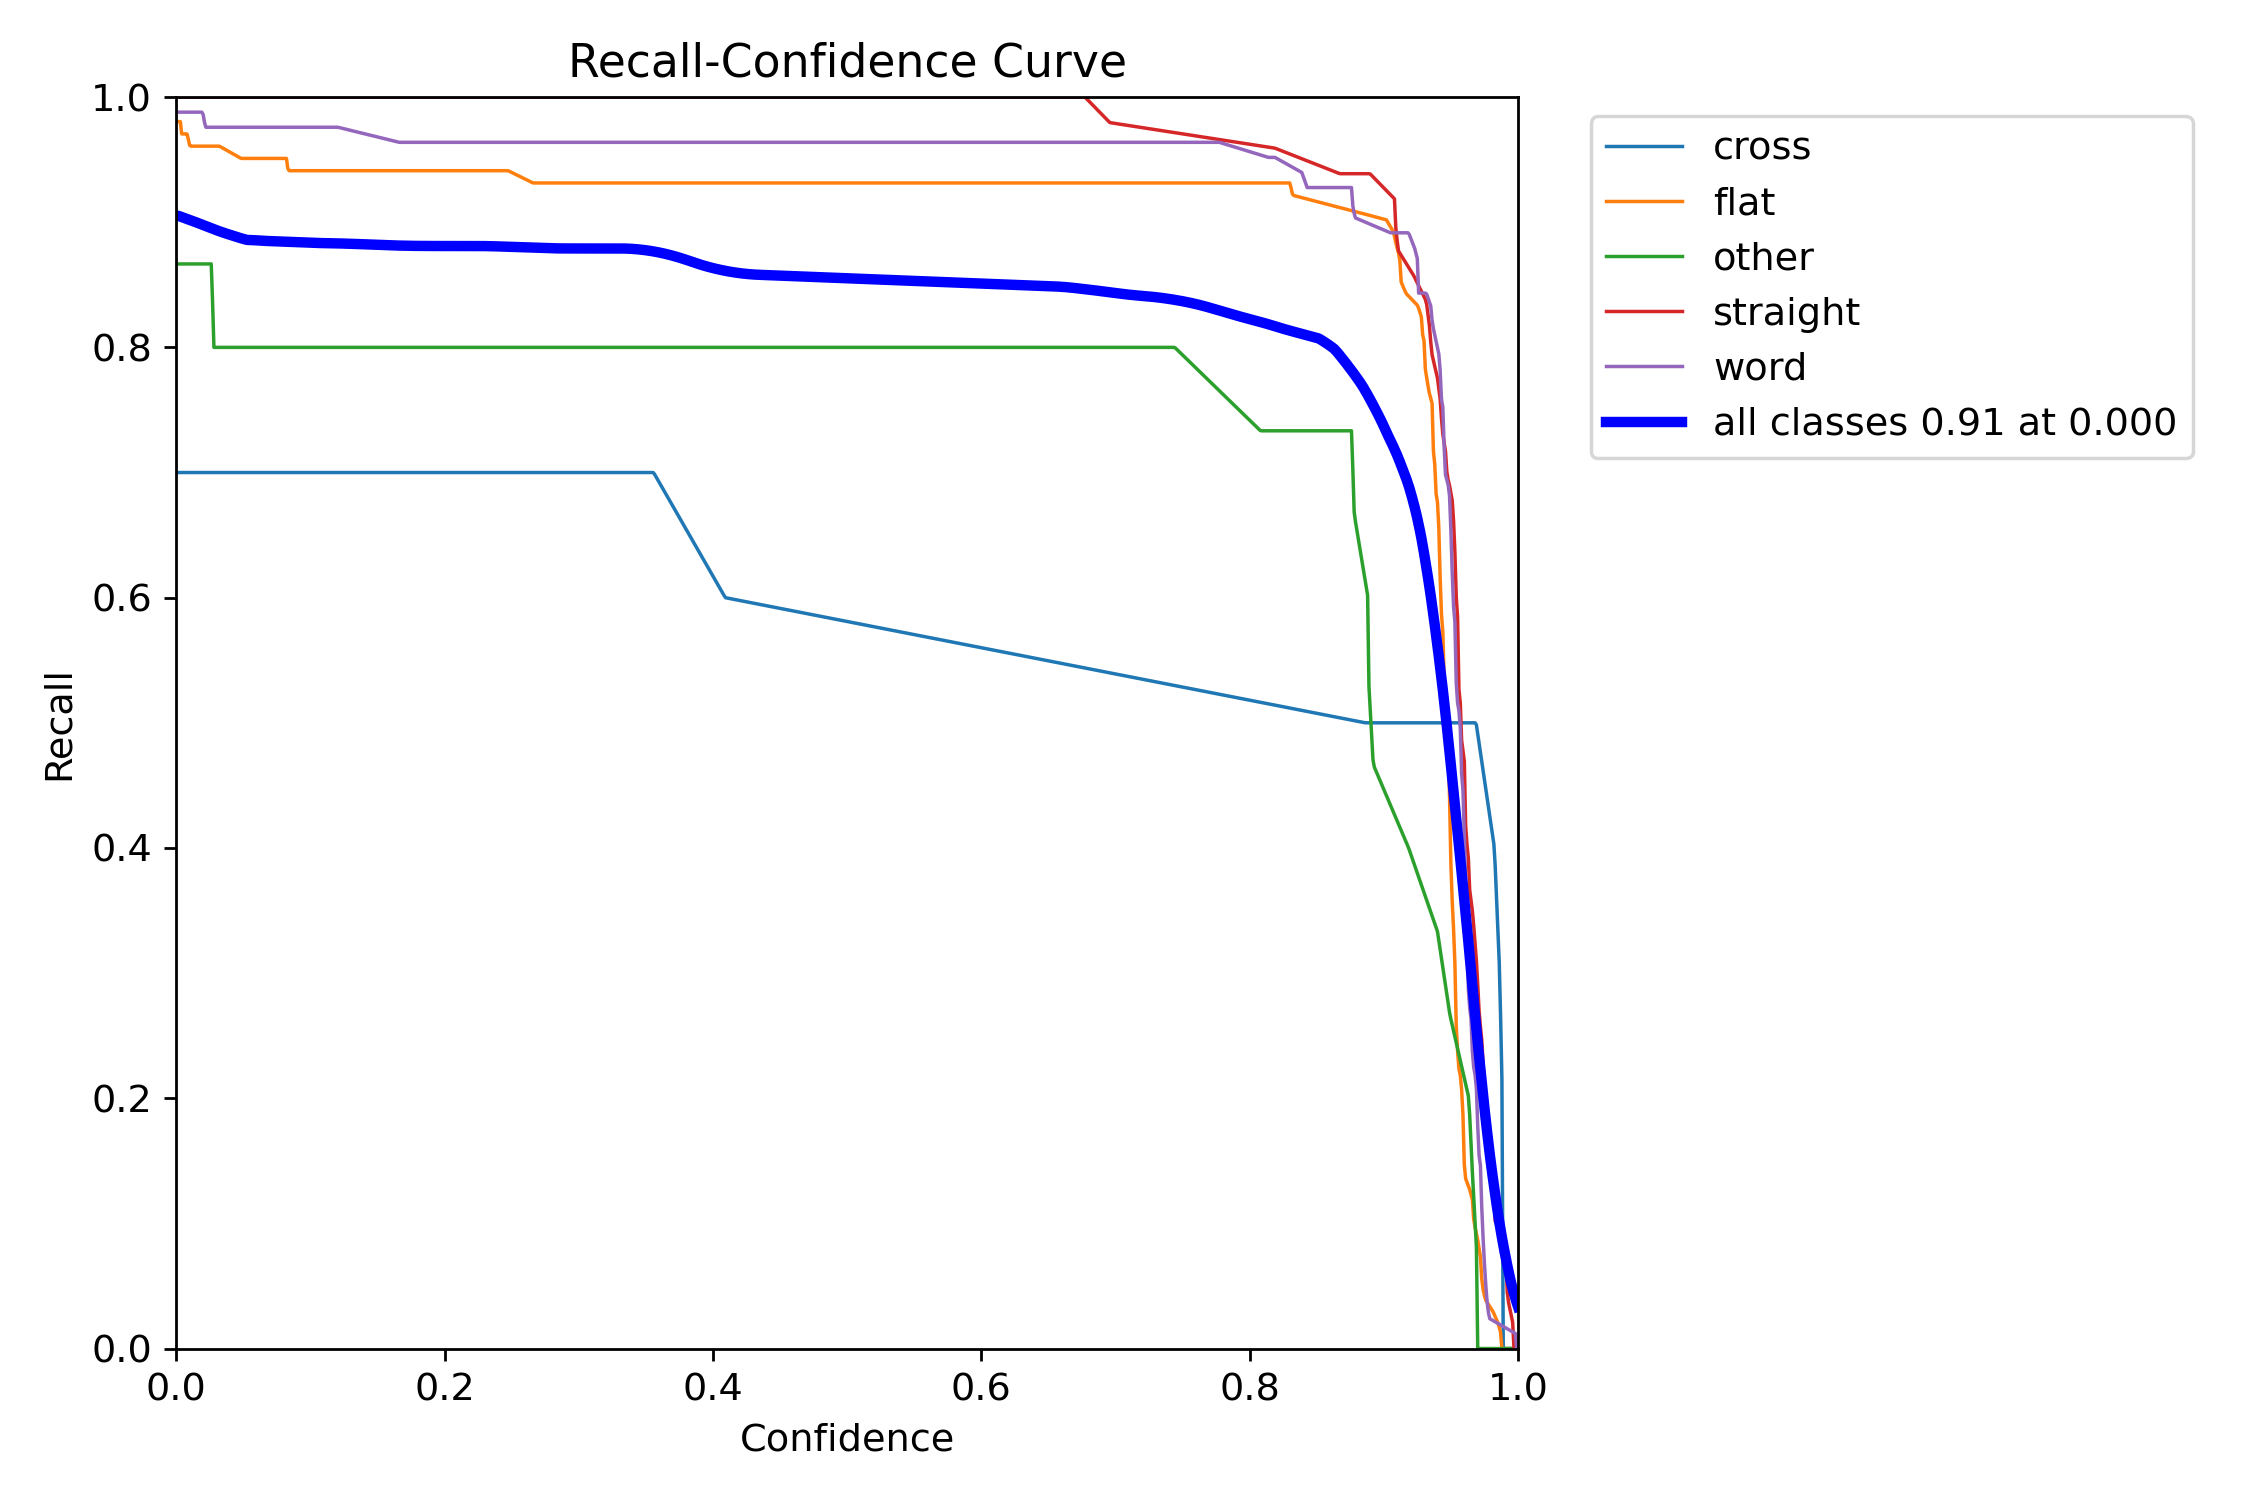 Recall-Confidence Curve
1.0
0.8
0.6
0.4
0.2
0.0
Recall
0.0 0.2 0.4 0.6 0.8 1.0
Confidence
cross
flat
other
straight
word
all classes 0.91 at 0.000